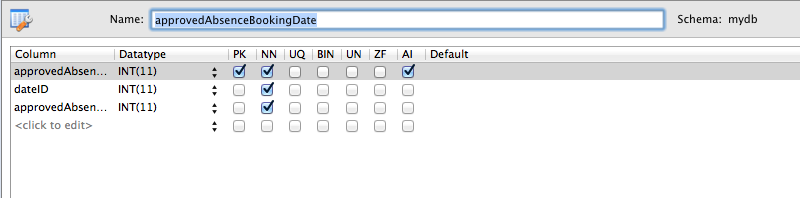 Name: approvedAbsenceBookingDate Schema: mydb
Column Datatype PK NN UQ BIN UN ZF AI Default
approvedAbsen... INT(11)
dateID INT(11)
approvedAbsen... INT(11)
<click to edit>